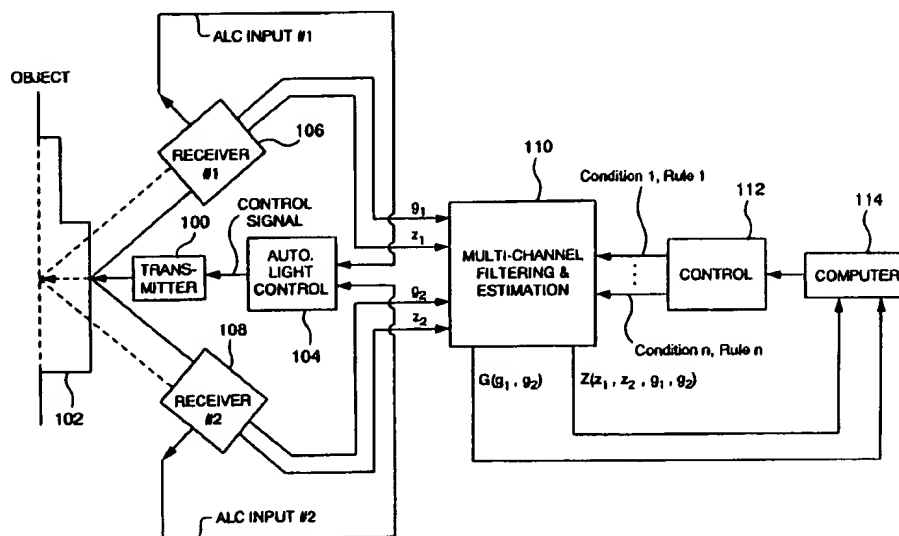 ALC INPUT #1
OBJECT
RECEIVER
#1
106
110
Condition 1, Rule 1
112
114
CONTROL
SIGNAL
100
g₁
z₁
TRANS-
MITTER
AUTO.
LIGHT
CONTROL
MULTI-CHANNEL
FILTERING &
ESTIMATION
CONTROL
COMPUTER
g₂
z₂
108
104
Condition n, Rule n
102
RECEIVER
#2
G(g₁ , g₂)
Z(z₁ , z₂ , g₁ , g₂)
ALC INPUT #2